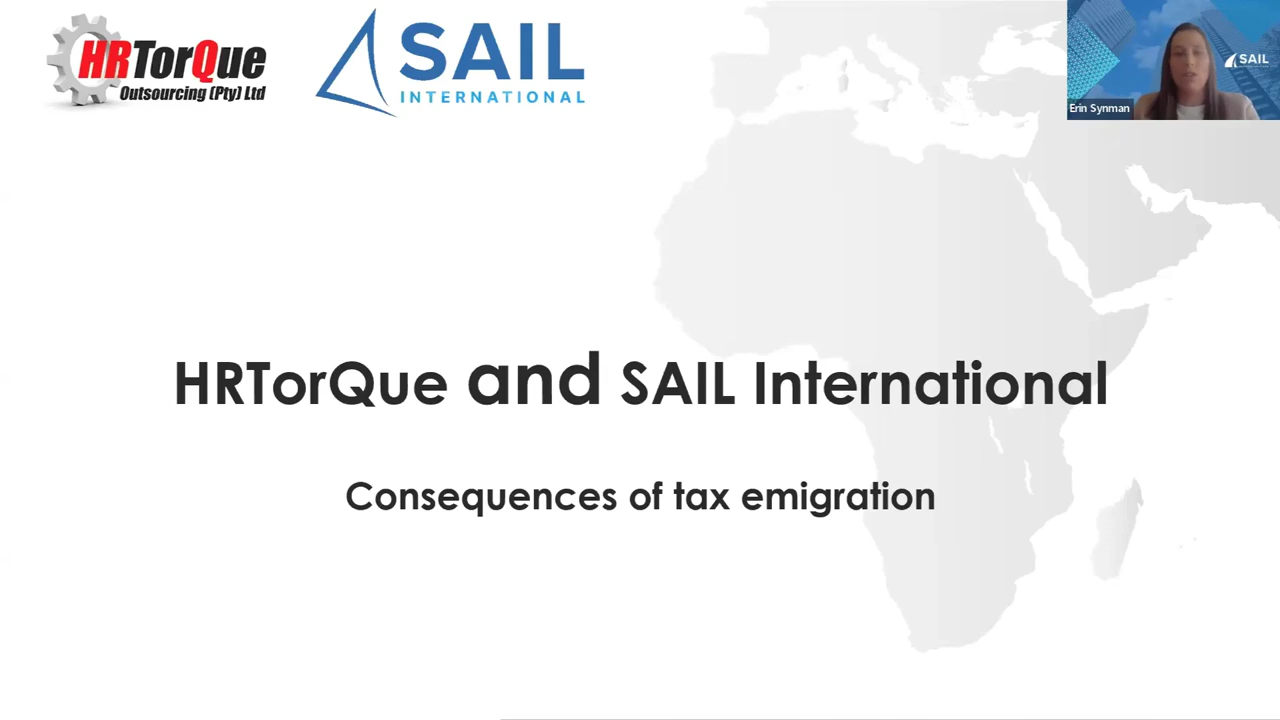 HRTorQue
Outsourcing (Pty) Ltd
SAIL
INTERNATIONAL
SAIL
Erin Synman
HRTorQue and SAIL International
Consequences of tax emigration